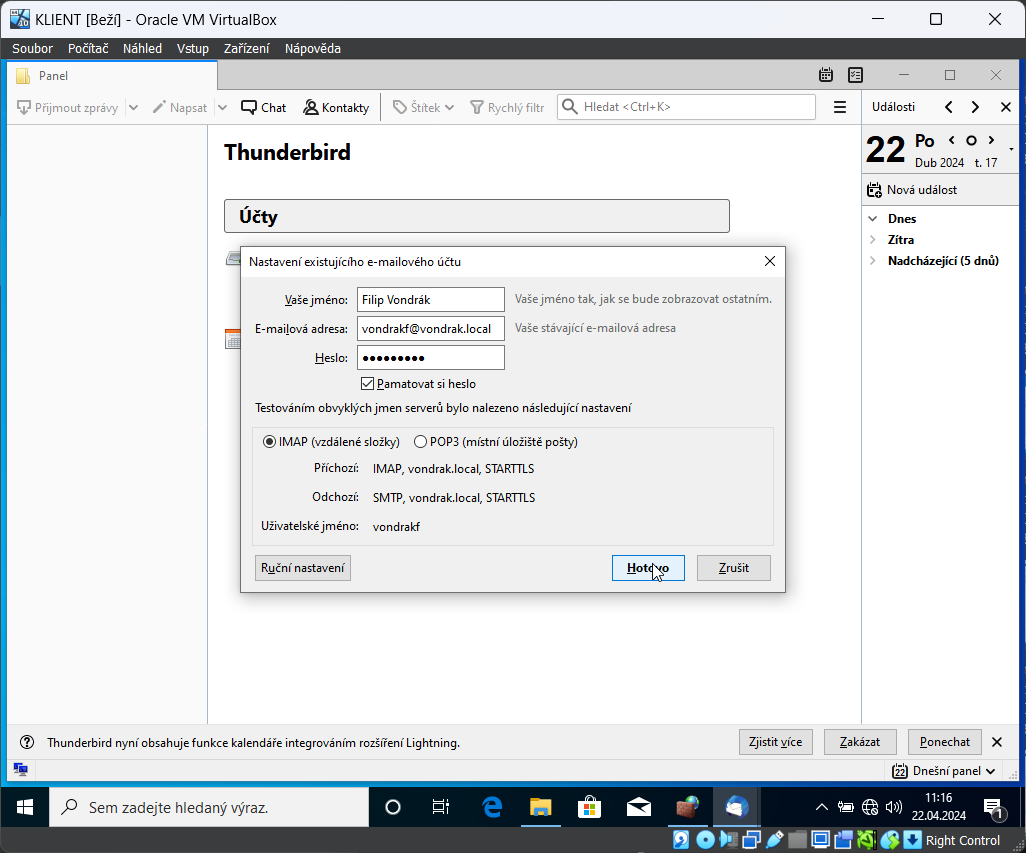 KLIENT [Beží] - Oracle VM VirtualBox
Soubor Počítač Náhled Vstup Zařízení Nápověda
Panel
Přijmout zprávy Napsat Chat Kontakty Štítek Rychlý filtr Hledat <Ctrl+K> Události
22 Po
Dub 2024 t. 17
Nová událost
Dnes
Zítra
Nadcházející (5 dnů)
Thunderbird
Účty
Nastavení existujícího e-mailového účtu
Vaše jméno: Filip Vondrák Vaše jméno tak, jak se bude zobrazovat ostatním.
E-mailová adresa: vondrakf@vondrak.local Vaše stávající e-mailová adresa
Heslo: ●●●●●●●●●
Pamatovat si heslo
Testováním obvyklých jmen serverů bylo nalezeno následující nastavení
IMAP (vzdálené složky) POP3 (místní úložiště pošty)
Příchozí: IMAP, vondrak.local, STARTTLS
Odchozí: SMTP, vondrak.local, STARTTLS
Uživatelské jméno: vondrakf
Ruční nastavení Hotovo Zrušit
Thunderbird nyní obsahuje funkce kalendáře integrováním rozšíření Lightning. Zjistit více Zakázat Ponechat
22 Dnešní panel
Sem zadejte hledaný výraz.
11:16
22.04.2024
1
Right Control